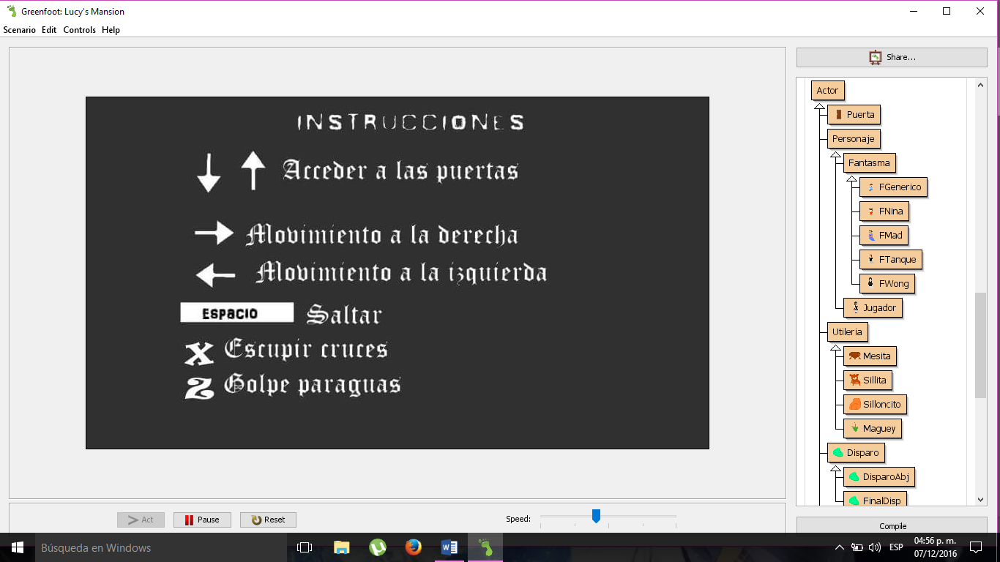 Greenfoot: Lucy's Mansion
Scenario Edit Controls Help
Share...
INSTRUCCIONES
Acceder a las puertas
Movimiento a la derecha
Movimiento a la izquierda
ESPACIO Saltar
X Escupir cruces
Z Golpe paraguas
Actor
Puerta
Personaje
Fantasma
FGenerico
FNina
FMad
FTanque
FWong
Jugador
Utileria
Mesita
Sillita
Silloncito
Maguey
Disparo
DisparoAbj
FinalDisp
Act Pause Reset Speed:
Compile
Búsqueda en Windows
ESP
04:56 p. m.
07/12/2016